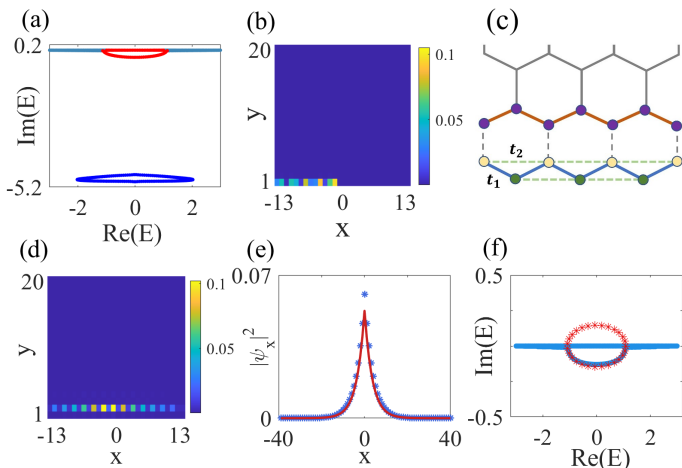 (a)
0.2
Im(E)
-5.2
-2 0 2
Re(E)
(b)
20
y
1
-13 13
x
0.1
0.05
(c)
t₂
t₁
(d)
20
y
1
-13 0 13
x
0.1
0.05
(e)
0.07
|ψₓ|²
0
-40 0 40
x
(f)
0.5
Im(E)
-0.5
-2 0 2
Re(E)